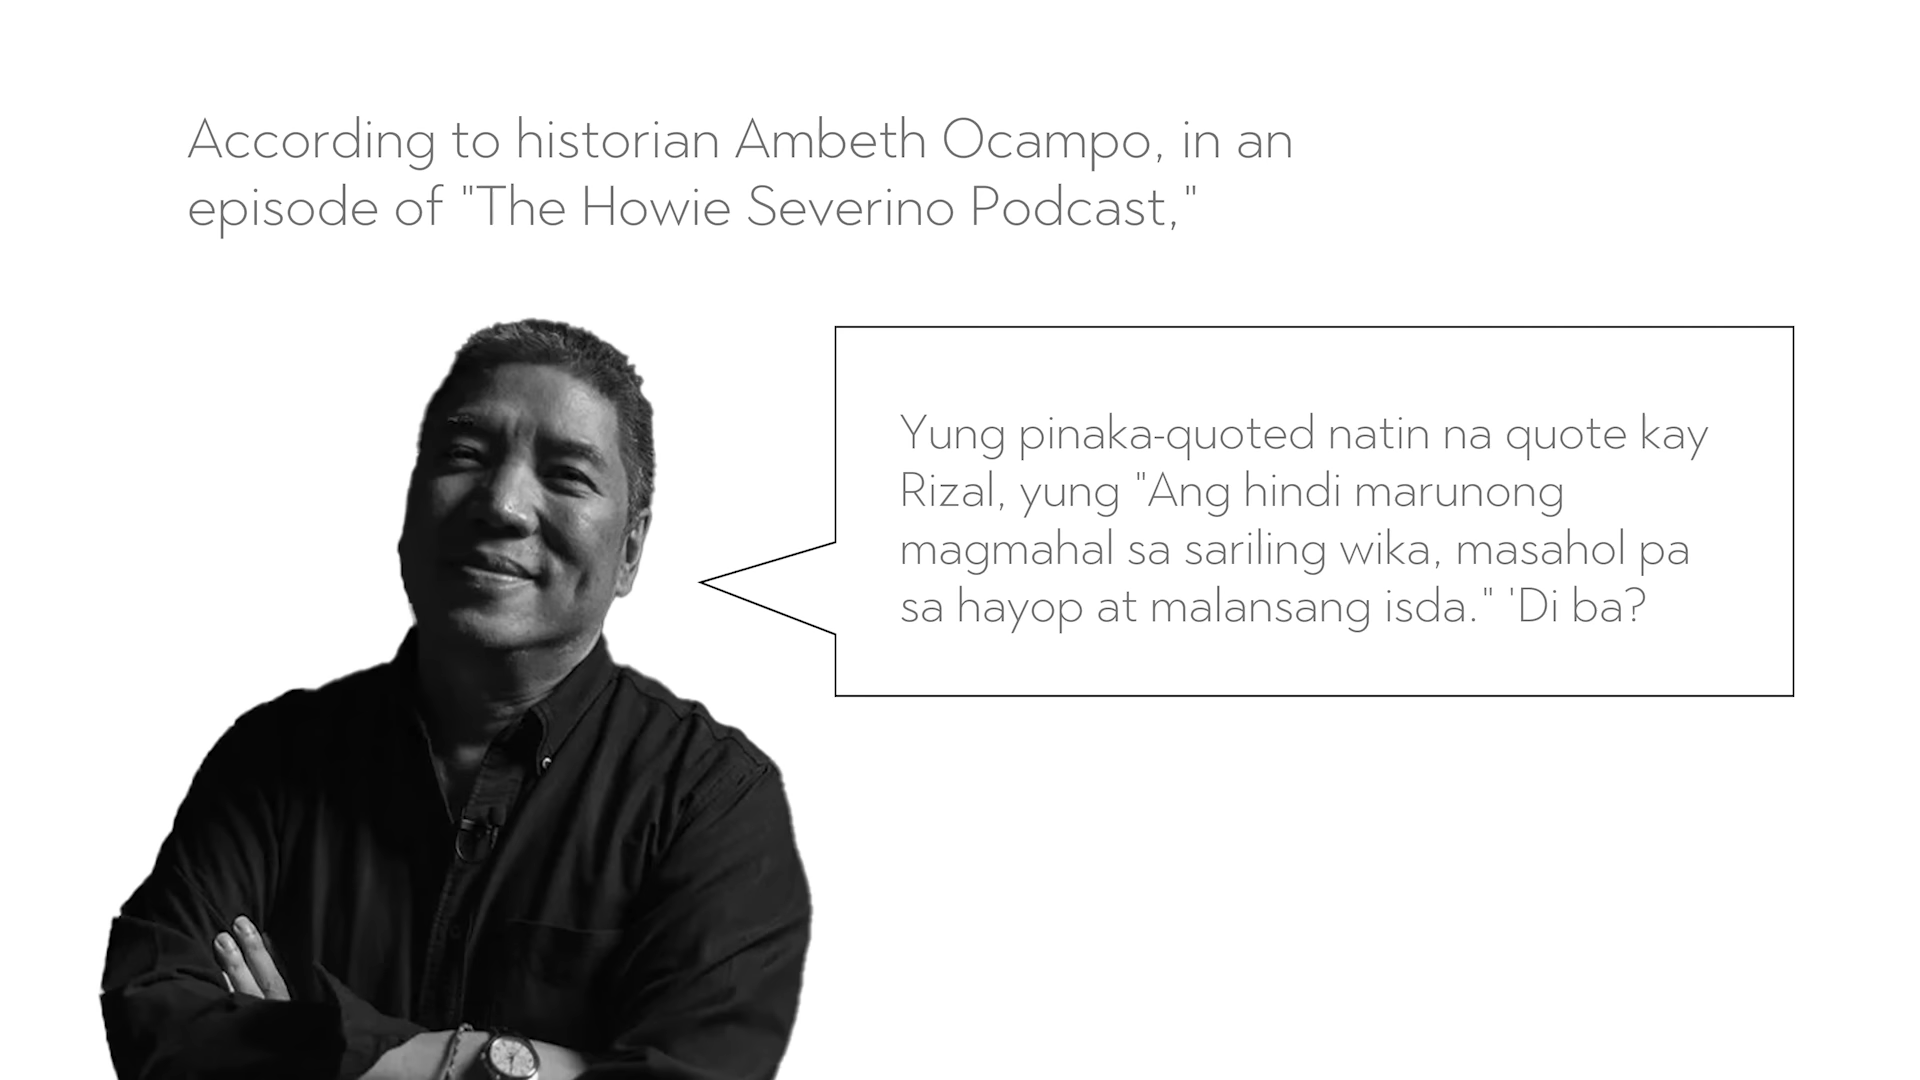 According to historian Ambeth Ocampo, in an
episode of "The Howie Severino Podcast,"
Yung pinaka-quoted natin na quote kay
Rizal, yung "Ang hindi marunong
magmahal sa sariling wika, masahol pa
sa hayop at malansang isda." 'Di ba?